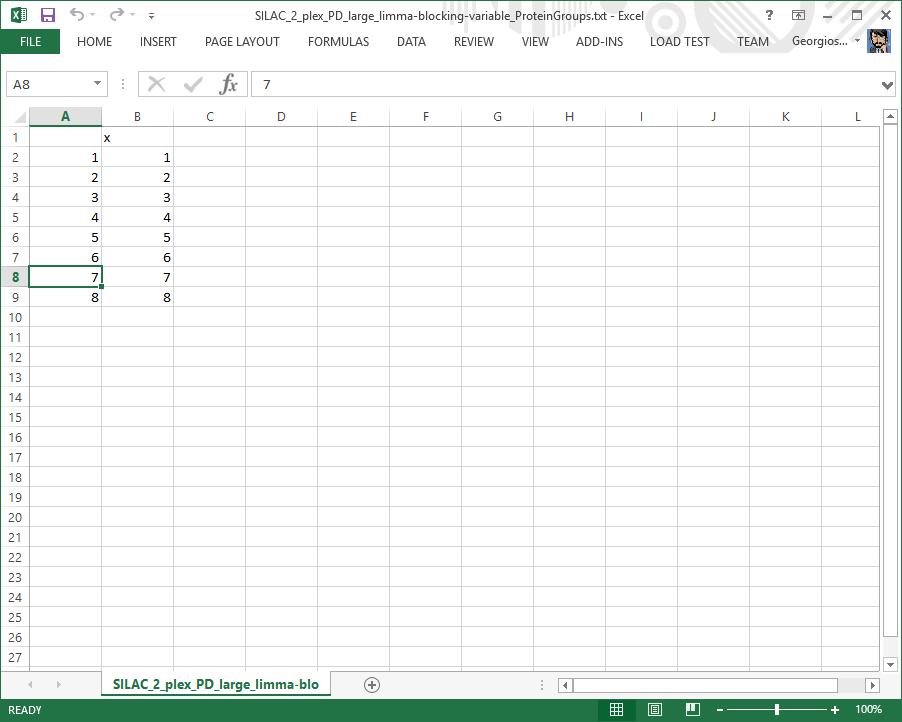 SILAC_2_plex_PD_large_limma-blocking-variable_ProteinGroups.txt - Excel ?
FILE HOME INSERT PAGE LAYOUT FORMULAS DATA REVIEW VIEW ADD-INS LOAD TEST TEAM Georgios...
A8 fx 7
A B C D E F G H I J K L
1 x
2 1 1
3 2 2
4 3 3
5 4 4
6 5 5
7 6 6
8 7 7
9 8 8
10
11
12
13
14
15
16
17
18
19
20
21
22
23
24
25
26
27
SILAC_2_plex_PD_large_limma-blo
READY 100%